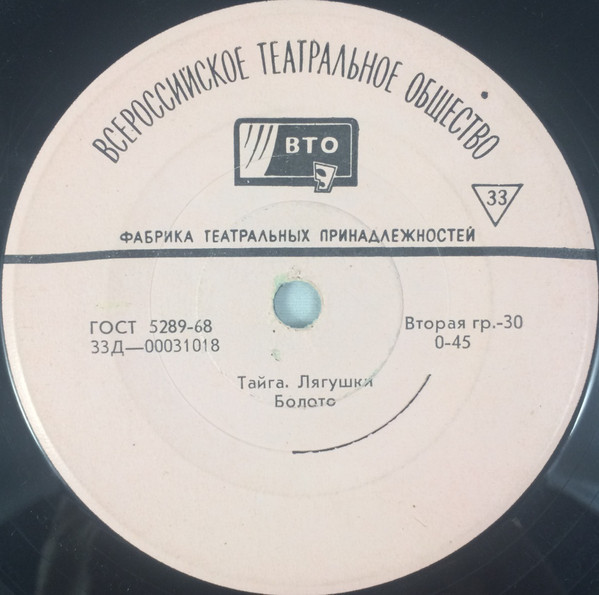 ВСЕРОССИЙСКОЕ ТЕАТРАЛЬНОЕ ОБЩЕСТВО
ВТО
33
ФАБРИКА ТЕАТРАЛЬНЫХ ПРИНАДЛЕЖНОСТЕЙ
ГОСТ 5289-68
33Д—00031018
Вторая гр.-30
0-45
Тайга. Лягушки
Болото